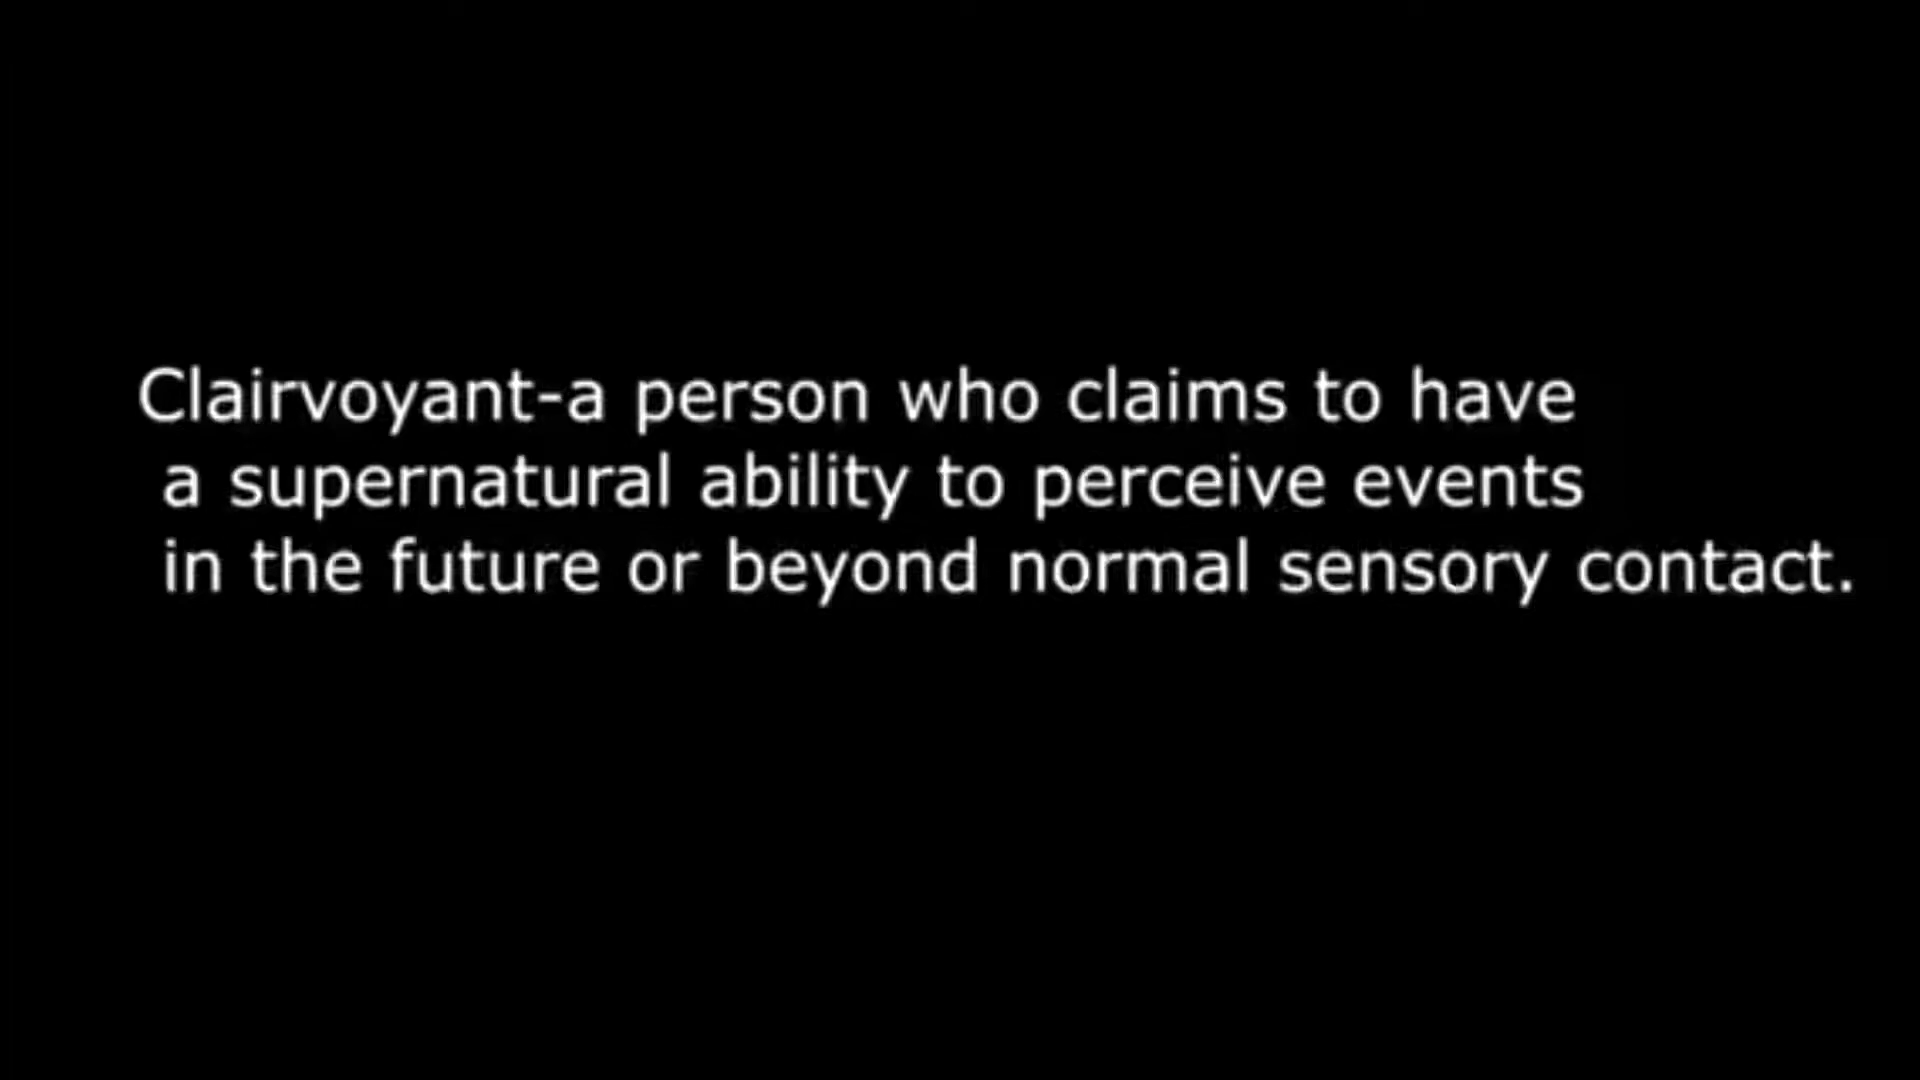 Clairvoyant-a person who claims to have
a supernatural ability to perceive events
in the future or beyond normal sensory contact.